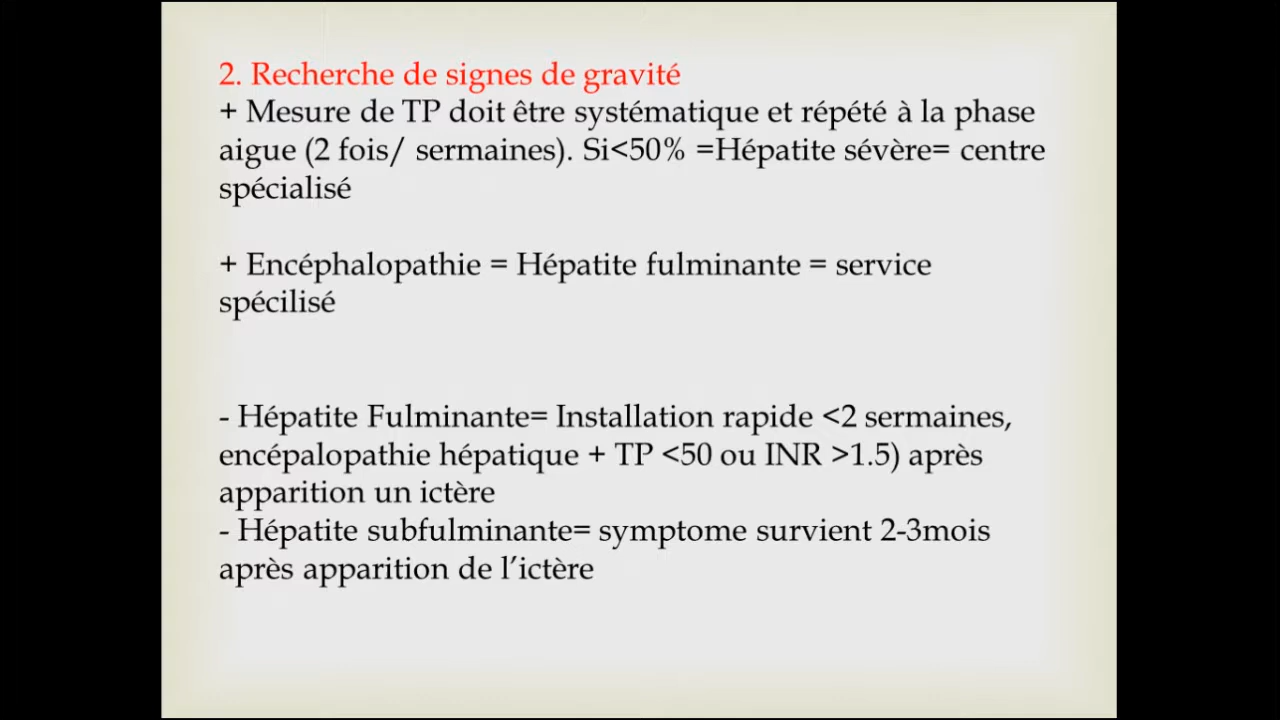 2. Recherche de signes de gravité
+ Mesure de TP doit être systématique et répété à la phase
aigue (2 fois/ sermaines). Si<50% =Hépatite sévère= centre
spécialisé
+ Encéphalopathie = Hépatite fulminante = service
spécilisé
- Hépatite Fulminante= Installation rapide <2 sermaines,
encépalopathie hépatique + TP <50 ou INR >1.5) après
apparition un ictère
- Hépatite subfulminante= symptome survient 2-3mois
après apparition de l’ictère